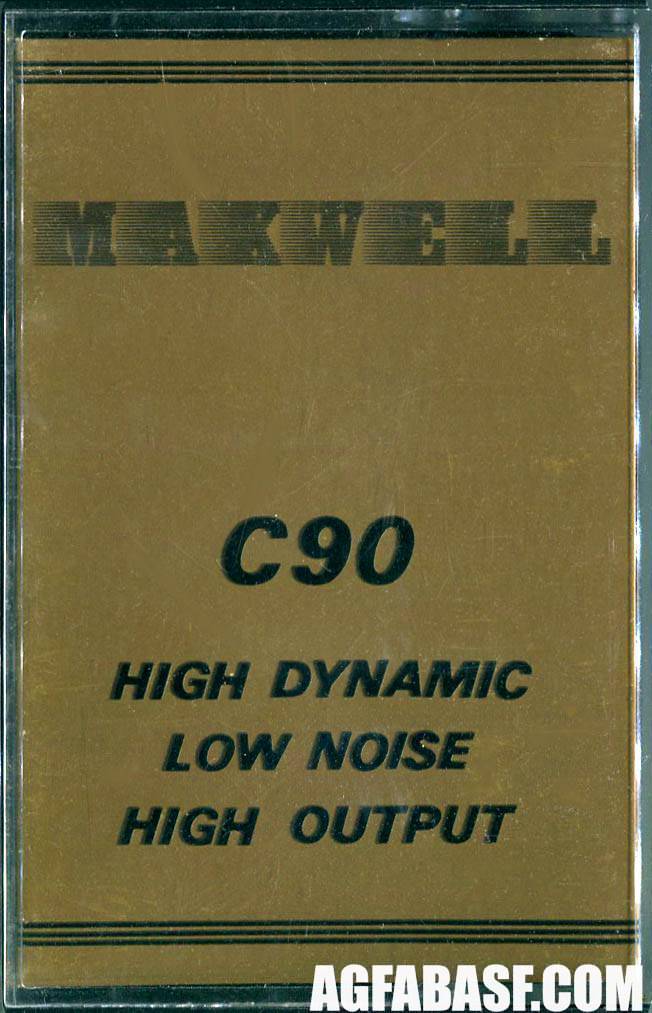 MAKWELL
C90
HIGH DYNAMIC
LOW NOISE
HIGH OUTPUT
AGFABASF.COM